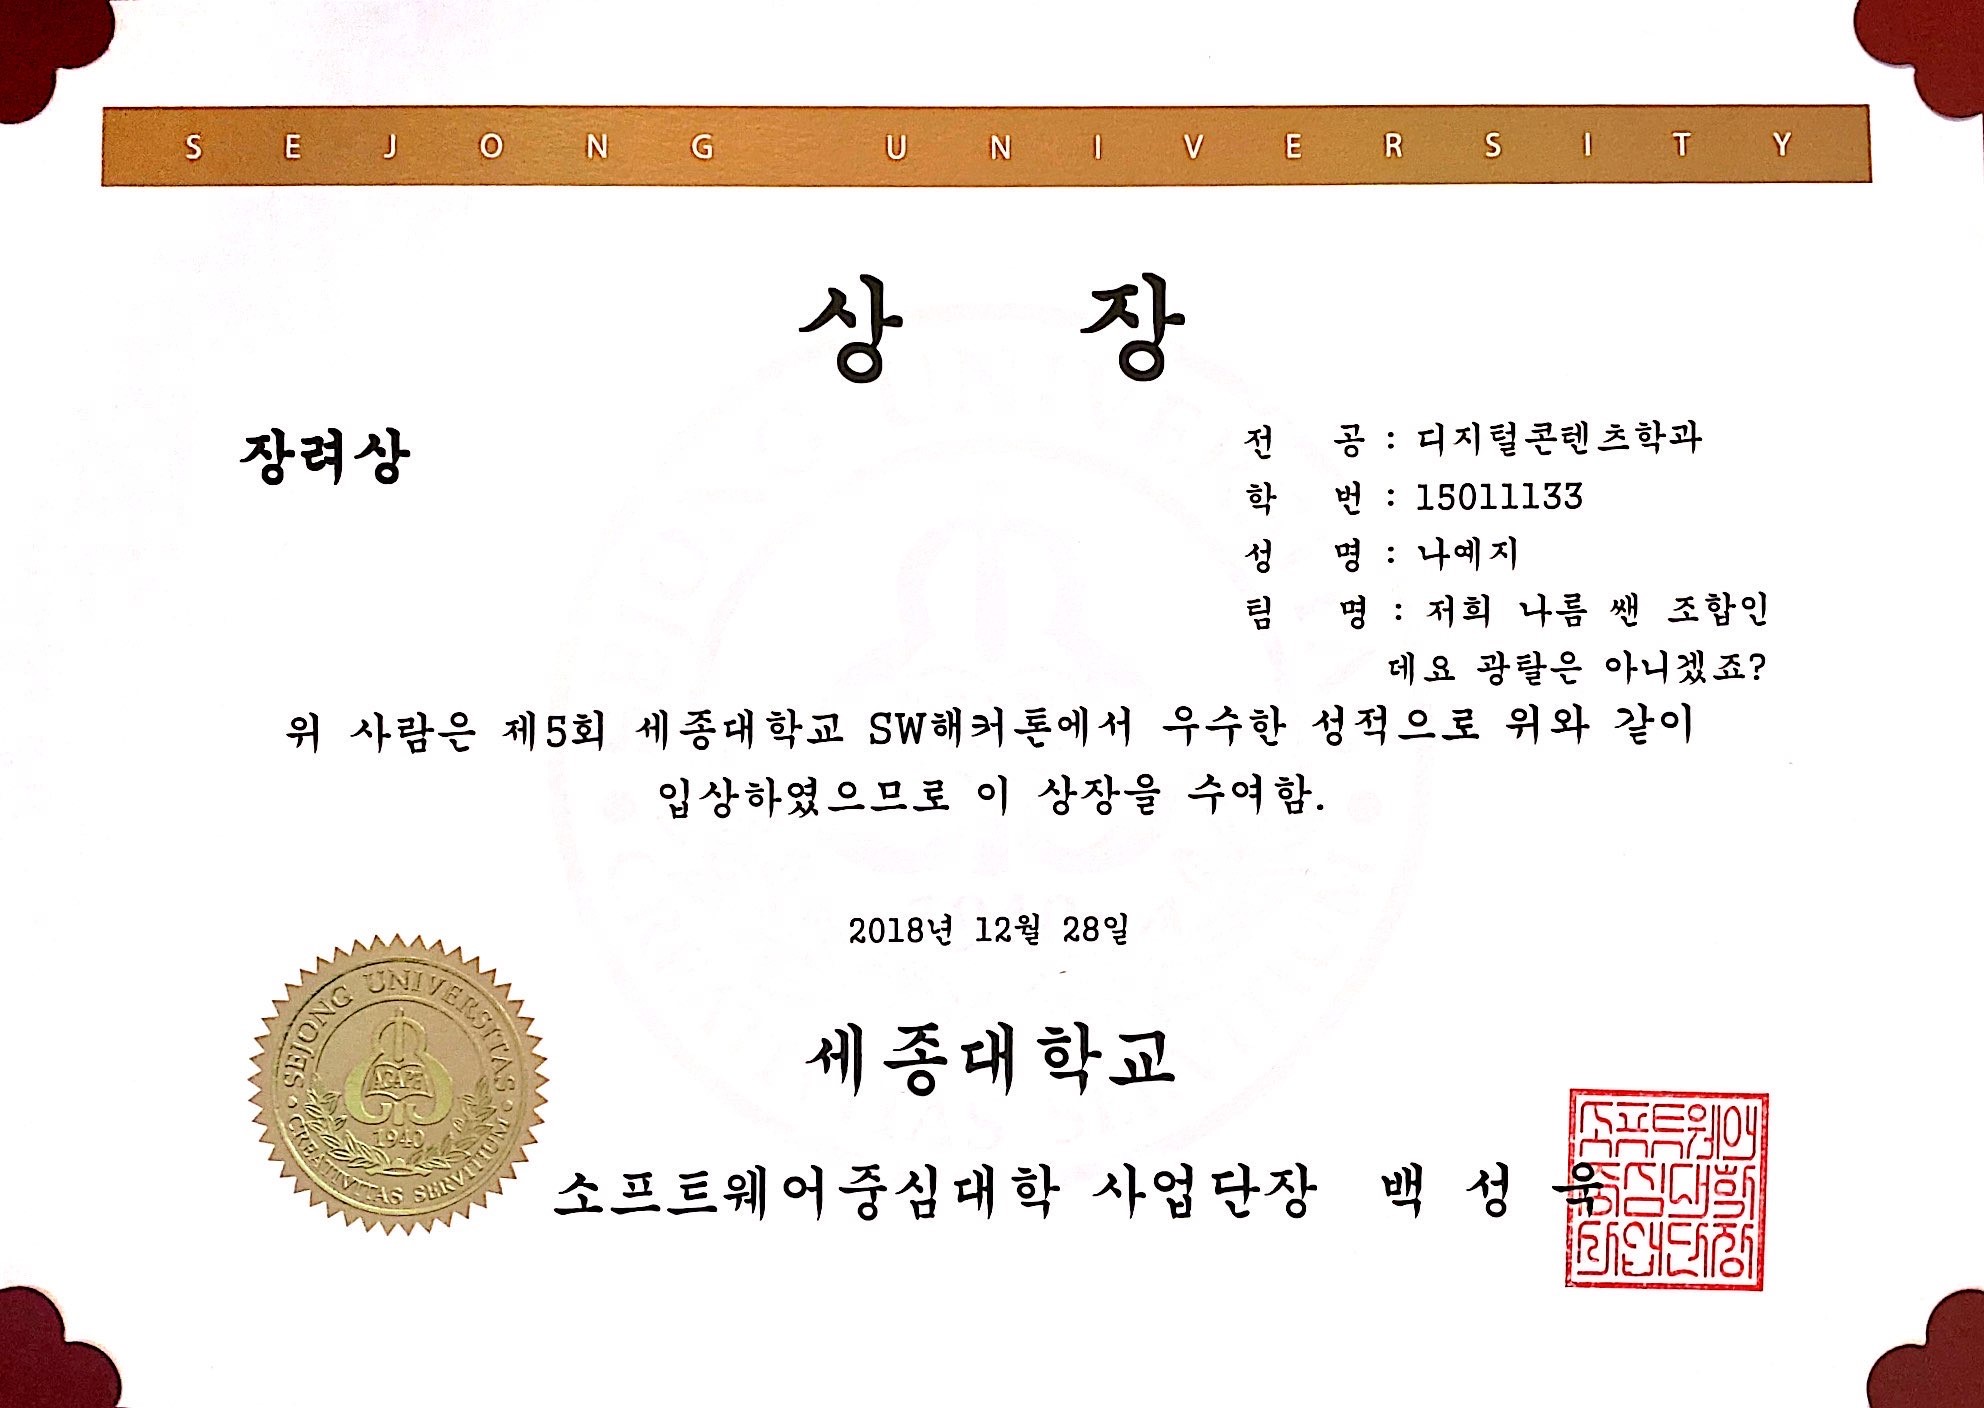 SEJONG UNIVERSITY
상 장
장려상
전 공 : 디지털콘텐츠학과
학 번 : 15011133
성 명 : 나예지
팀 명 : 저희 나름 쌘 조합인
데요 광탈은 아니겠죠?
위 사람은 제5회 세종대학교 SW해커톤에서 우수한 성적으로 위와 같이
입상하였으므로 이 상장을 수여함.
2018년 12월 28일
SEJONG UNIVERSITAS
AGAPE
1940
CREATIVITAS SERVITIUM
세종대학교
소프트웨어중심대학 사업단장 백 성 욱
소프트웨어
중심대학
사업단장